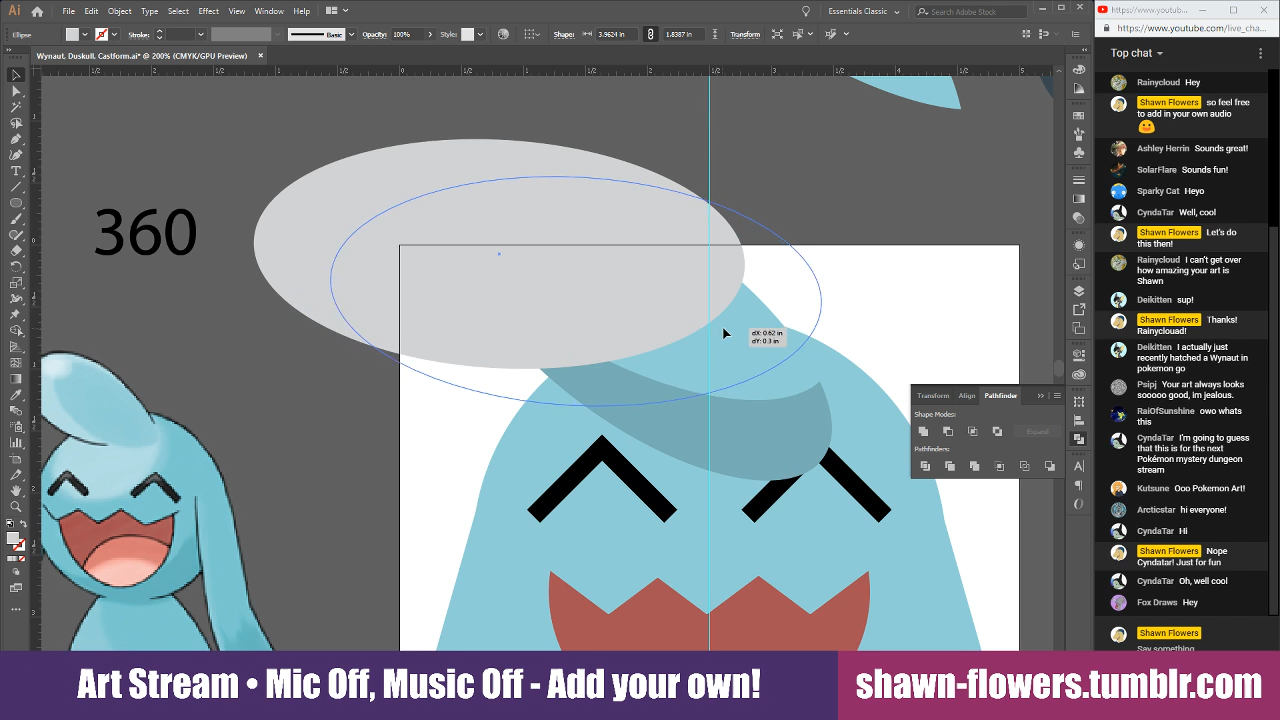 Ai File Edit Object Type Select Effect View Window Help Essentials Classic Search Adobe Stock
Ellipse Stroke: Basic Opacity: Shape: 3.9624 in 1.8387 in Transform
Wynaut, Duskull, Castform.ai* @ 200% (CMYK/GPU Preview)
360
dX: 0.62 in
dY: 0.3 in
Transform Align Pathfinder
Shape Modes:
Expand
Pathfinders:
https://www.youtub...
https://www.youtube.com/live_cha...
Top chat
Rainycloud Hey
Shawn Flowers so feel free
to add in your own audio
Ashley Herrin Sounds great!
SolarFlare Sounds fun!
Sparky Cat Heyo
CyndaTar Well, cool
Shawn Flowers Let's do
this then!
Rainycloud I can't get over
how amazing your art is
Shawn
Deikitten sup!
Shawn Flowers Thanks!
Rainycloud!
Deikitten I actually just
recently hatched a Wynaut in
pokemon go
Psipj Your art always looks
sooooo good, im jealous.
RaiOfSunshine owo whats
this
CyndaTar I'm going to guess
that this is for the next
Pokémon mystery dungeon
stream
Kutsune Ooo Pokemon Art!
Arcticstar hi everyone!
CyndaTar Hi
Shawn Flowers Nope
Cyndatar! Just for fun
CyndaTar Oh, well cool
Fox Draws Hey
Shawn Flowers
Say something...
Art Stream • Mic Off, Music Off - Add your own!
shawn-flowers.tumblr.com